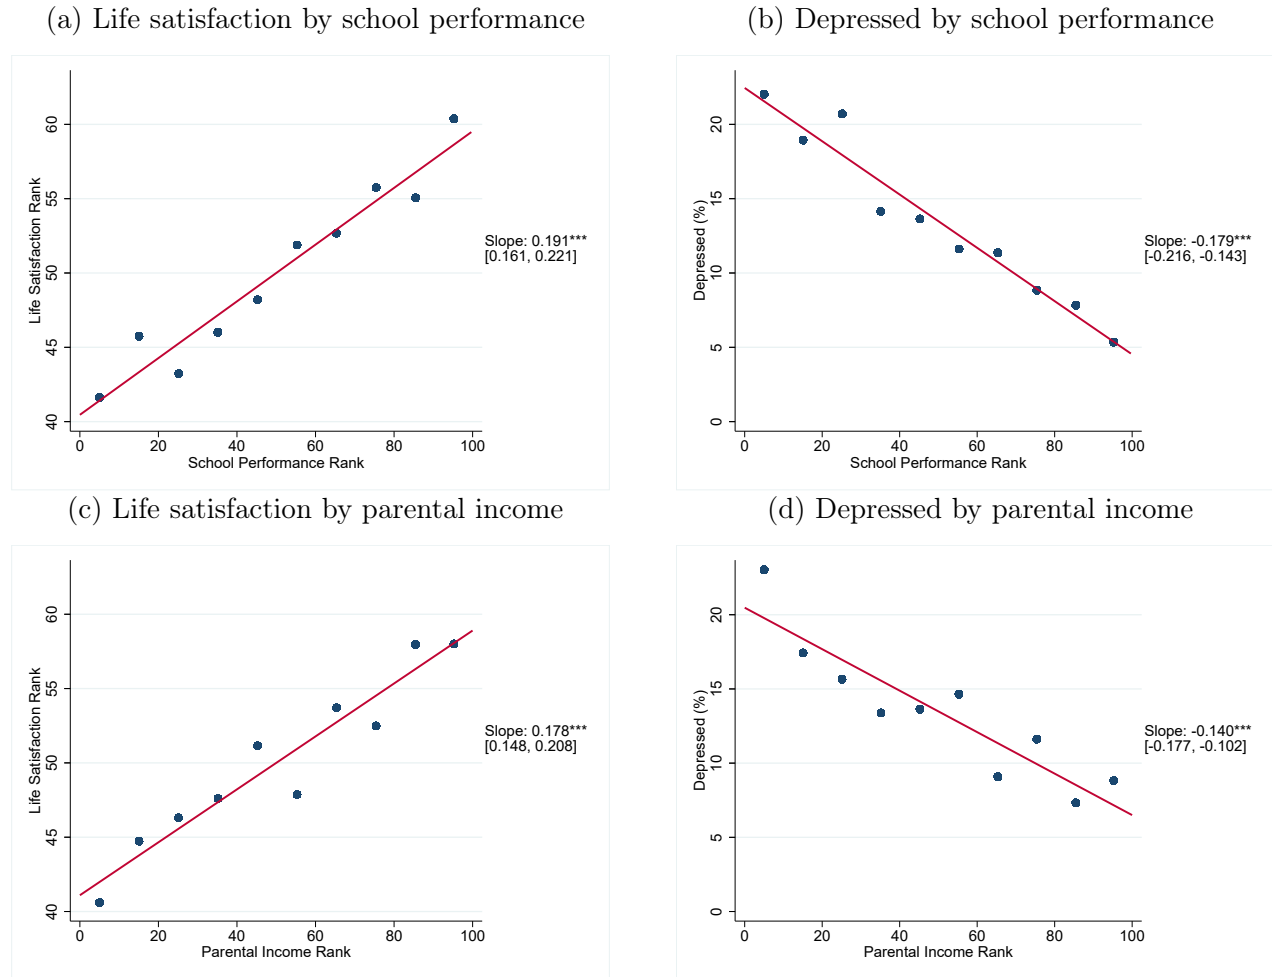 (a) Life satisfaction by school performance
60
55
50
45
40
Life Satisfaction Rank
0 20 40 60 80 100
School Performance Rank
Slope: 0.191***
[0.161, 0.221]
(b) Depressed by school performance
20
15
10
5
0
Depressed (%)
0 20 40 60 80 100
School Performance Rank
Slope: -0.179***
[-0.216, -0.143]
(c) Life satisfaction by parental income
60
55
50
45
40
Life Satisfaction Rank
0 20 40 60 80 100
Parental Income Rank
Slope: 0.178***
[0.148, 0.208]
(d) Depressed by parental income
20
15
10
5
0
Depressed (%)
0 20 40 60 80 100
Parental Income Rank
Slope: -0.140***
[-0.177, -0.102]